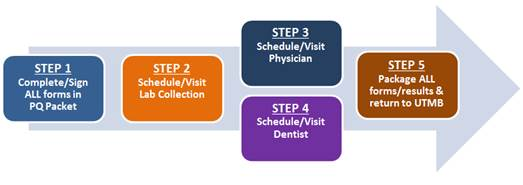 STEP 1
Complete/Sign
ALL forms in
PQ Packet
STEP 2
Schedule/Visit
Lab Collection
STEP 3
Schedule/Visit
Physician
STEP 4
Schedule/Visit
Dentist
STEP 5
Package ALL
forms/results &
return to UTMB